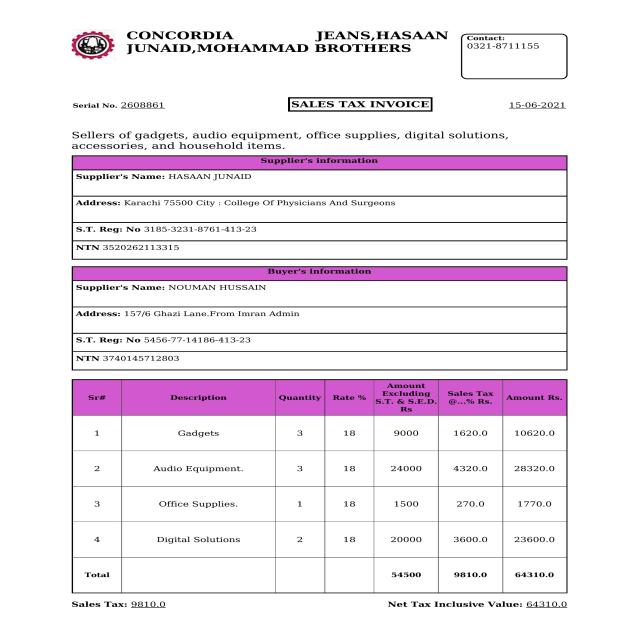 CONCORDIA JEANS,HASAAN
JUNAID,MOHAMMAD BROTHERS
Contact:
0321-8711155
Serial No. 2608861
SALES TAX INVOICE
15-06-2021
Sellers of gadgets, audio equipment, office supplies, digital solutions,
accessories, and household items.
Supplier's information
Supplier's Name: HASAAN JUNAID
Address: Karachi 75500 City : College Of Physicians And Surgeons
S.T. Reg: No 3185-3231-8761-413-23
NTN 3520262113315
Buyer's information
Supplier's Name: NOUMAN HUSSAIN
Address: 157/6 Ghazi Lane.From Imran Admin
S.T. Reg: No 5456-77-14186-413-23
NTN 3740145712803
Sr# Description Quantity Rate % Amount Excluding S.T. & S.E.D. Rs Sales Tax @...% Rs. Amount Rs.
1 Gadgets 3 18 9000 1620.0 10620.0
2 Audio Equipment. 3 18 24000 4320.0 28320.0
3 Office Supplies. 1 18 1500 270.0 1770.0
4 Digital Solutions 2 18 20000 3600.0 23600.0
Total 54500 9810.0 64310.0
Sales Tax: 9810.0 Net Tax Inclusive Value: 64310.0